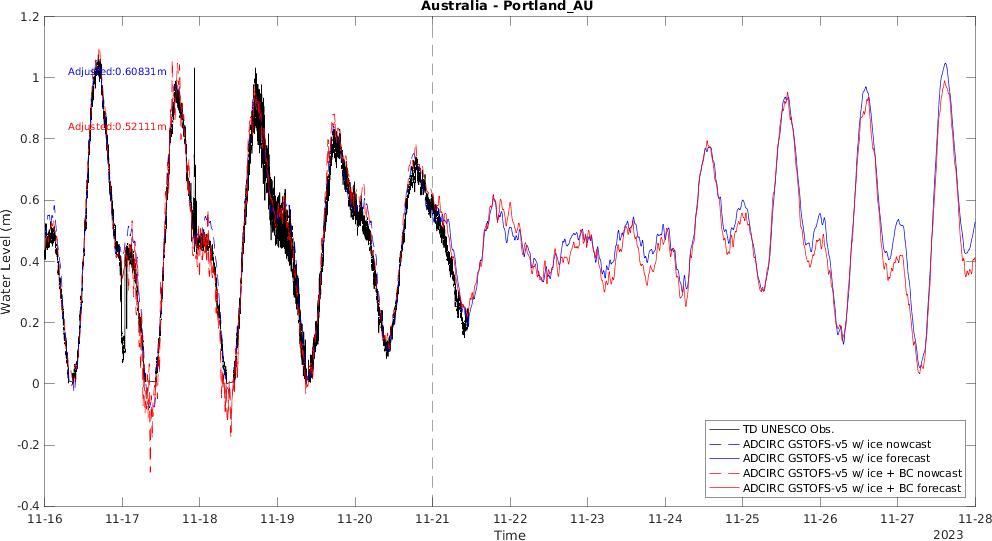 Australia - Portland_AU
1.2
1
0.8
0.6
0.4
0.2
0
-0.2
-0.4
Water Level (m)
Adjusted:0.60831m
Adjusted:0.52111m
TD UNESCO Obs.
ADCIRC GSTOFS-v5 w/ ice nowcast
ADCIRC GSTOFS-v5 w/ ice forecast
ADCIRC GSTOFS-v5 w/ ice + BC nowcast
ADCIRC GSTOFS-v5 w/ ice + BC forecast
11-16 11-17 11-18 11-19 11-20 11-21 11-22 11-23 11-24 11-25 11-26 11-27 11-28
Time
2023